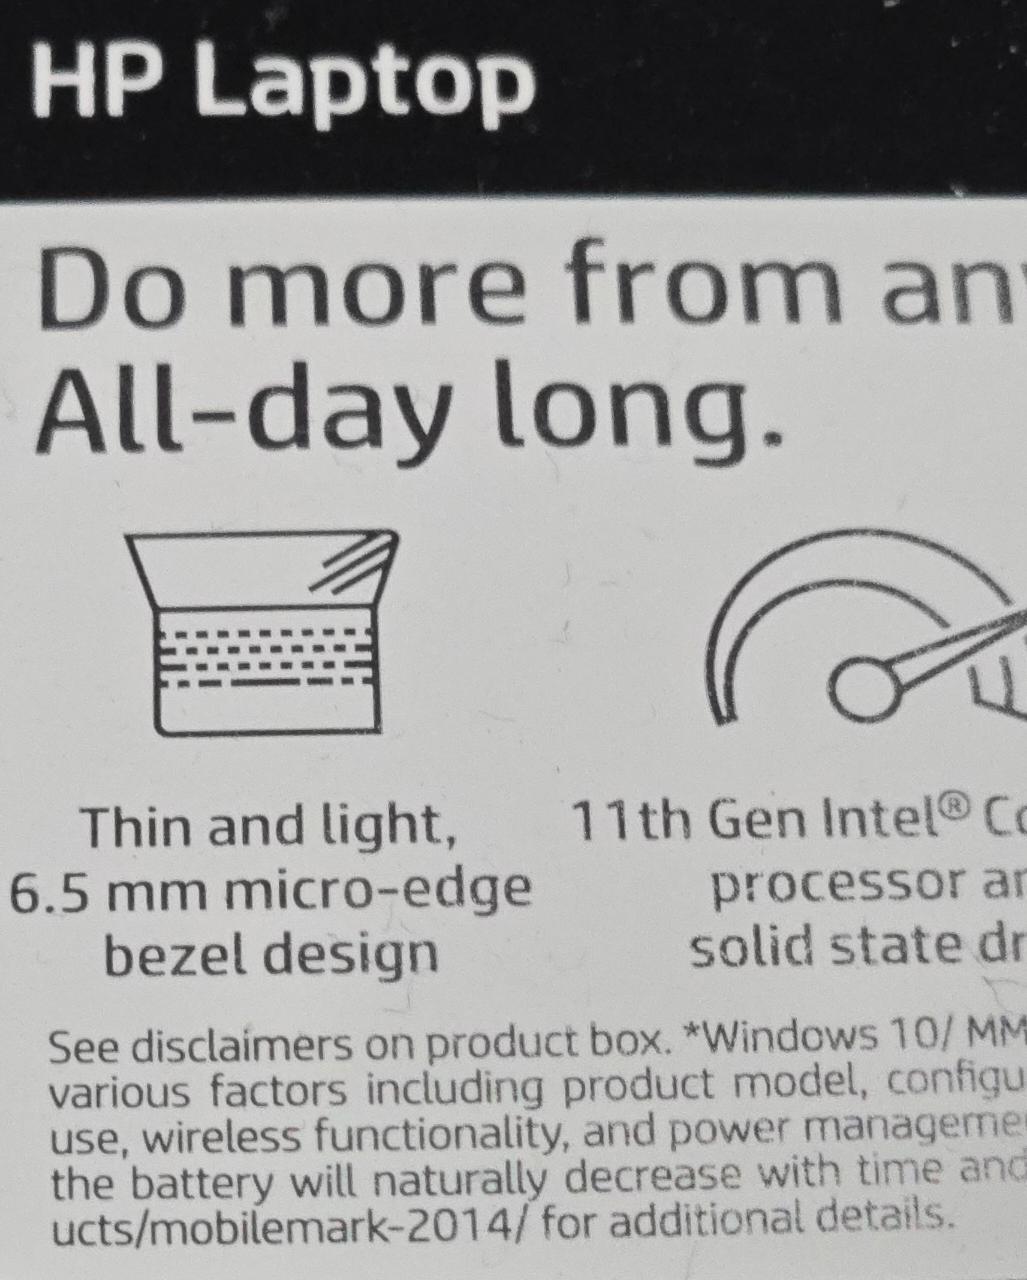 HP Laptop
Do more from any
All-day long.
Thin and light,
6.5 mm micro-edge
bezel design
11th Gen Intel® Co
processor an
solid state dr
See disclaimers on product box. *Windows 10/ MM
various factors including product model, configu
use, wireless functionality, and power manageme
the battery will naturally decrease with time and
ucts/mobilemark-2014/ for additional details.